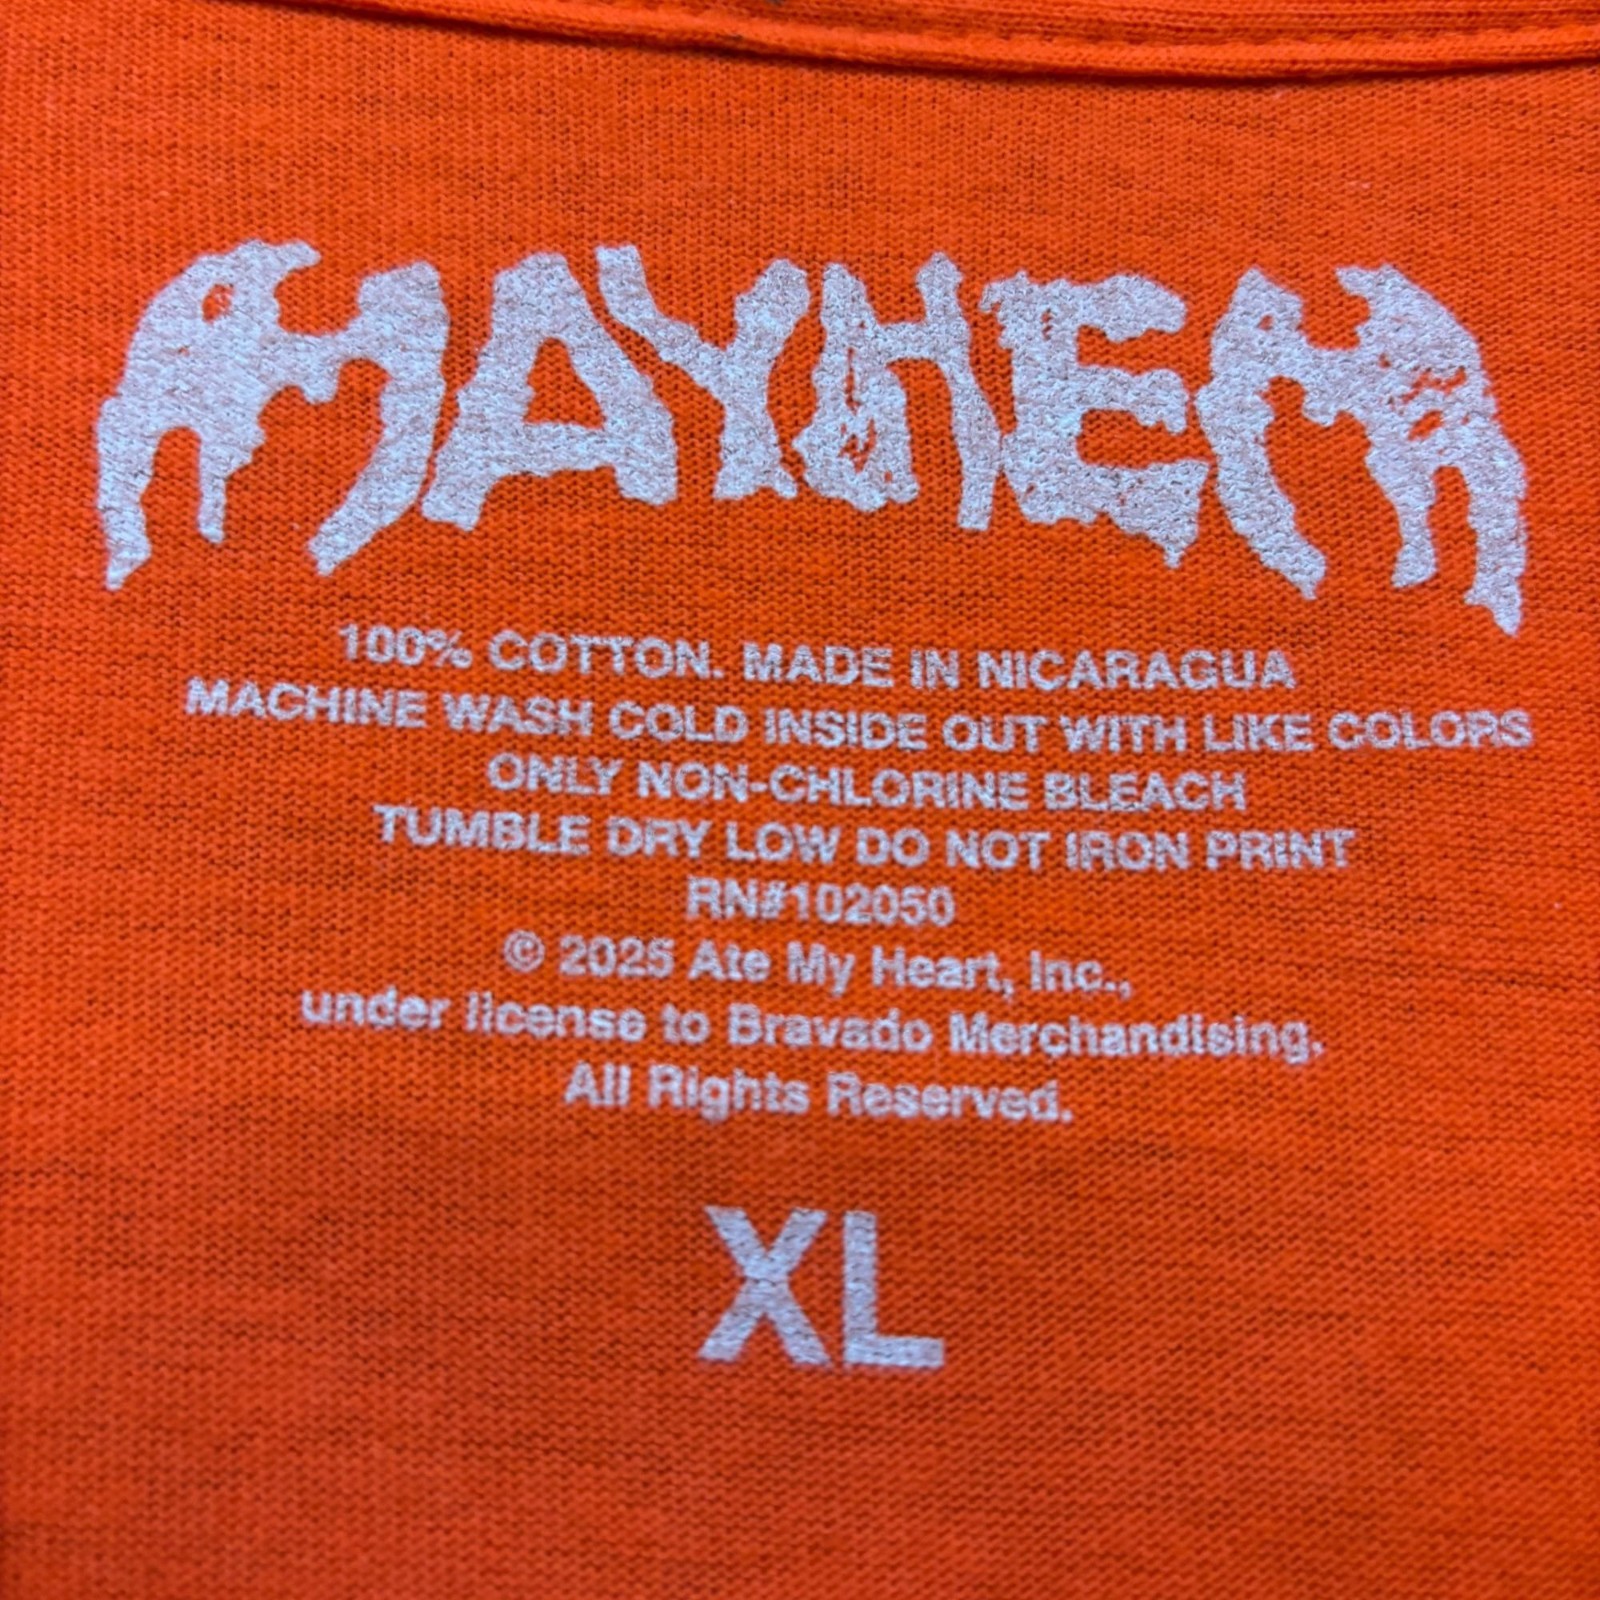 MAYHEM
100% COTTON. MADE IN NICARAGUA
MACHINE WASH COLD INSIDE OUT WITH LIKE COLORS
ONLY NON-CHLORINE BLEACH
TUMBLE DRY LOW DO NOT IRON PRINT
RN#102050
© 2025 Ate My Heart, Inc.,
under license to Bravado Merchandising.
All Rights Reserved.
XL